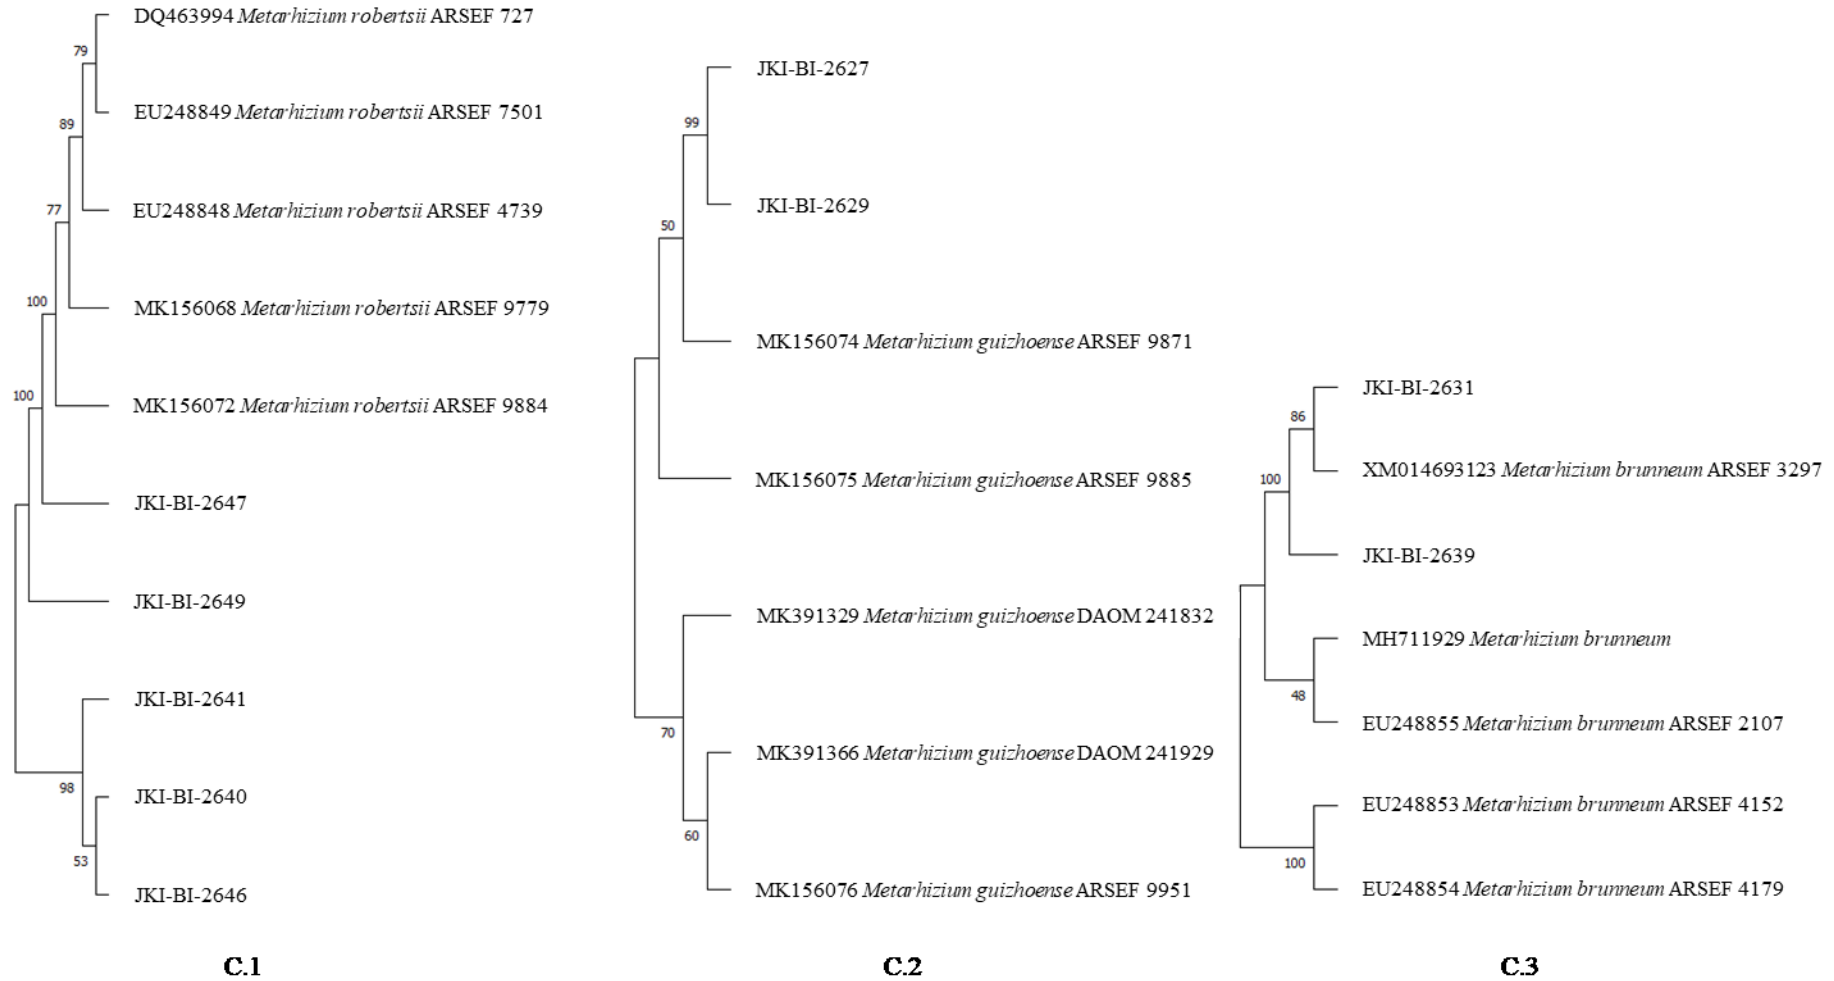 DQ463994 Metarhizium robertsii ARSEF 727
79
EU248849 Metarhizium robertsii ARSEF 7501
89
EU248848 Metarhizium robertsii ARSEF 4739
77
MK156068 Metarhizium robertsii ARSEF 9779
100
MK156072 Metarhizium robertsii ARSEF 9884
100
JKI-BI-2647
JKI-BI-2649
JKI-BI-2641
98
JKI-BI-2640
53
JKI-BI-2646
C.1
JKI-BI-2627
99
JKI-BI-2629
50
MK156074 Metarhizium guizhoense ARSEF 9871
MK156075 Metarhizium guizhoense ARSEF 9885
MK391329 Metarhizium guizhoense DAOM 241832
70
MK391366 Metarhizium guizhoense DAOM 241929
60
MK156076 Metarhizium guizhoense ARSEF 9951
C.2
JKI-BI-2631
86
XM014693123 Metarhizium brunneum ARSEF 3297
100
JKI-BI-2639
MH711929 Metarhizium brunneum
48
EU248855 Metarhizium brunneum ARSEF 2107
EU248853 Metarhizium brunneum ARSEF 4152
100
EU248854 Metarhizium brunneum ARSEF 4179
C.3